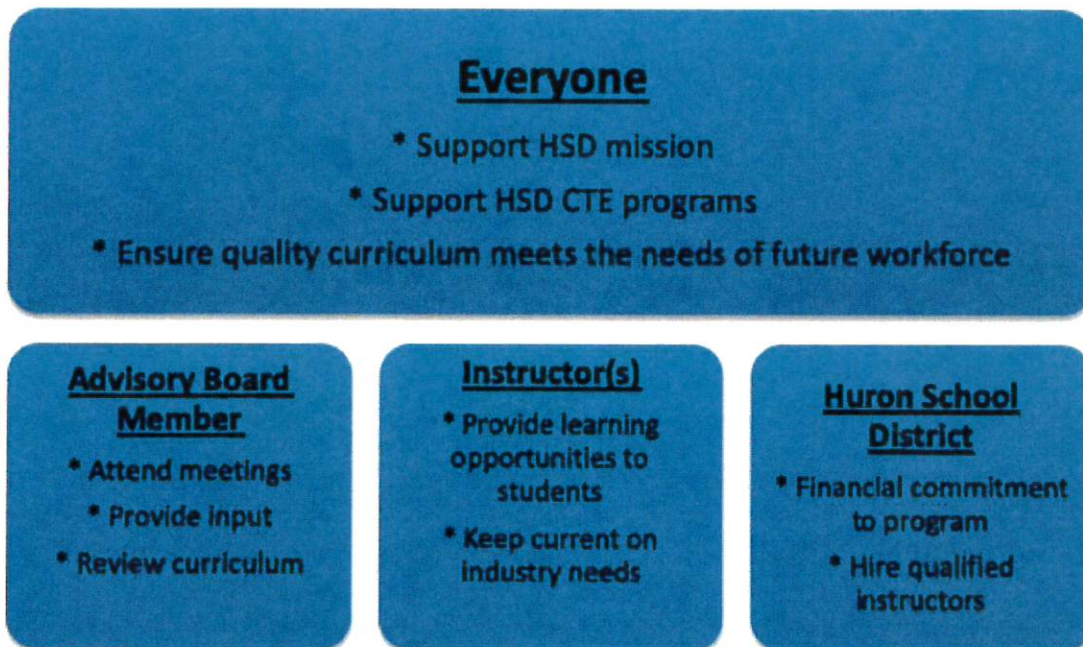 Everyone
* Support HSD mission
* Support HSD CTE programs
* Ensure quality curriculum meets the needs of future workforce
Advisory Board
Member
* Attend meetings
* Provide input
* Review curriculum
Instructor(s)
* Provide learning
opportunities to
students
* Keep current on
industry needs
Huron School
District
* Financial commitment
to program
* Hire qualified
instructors